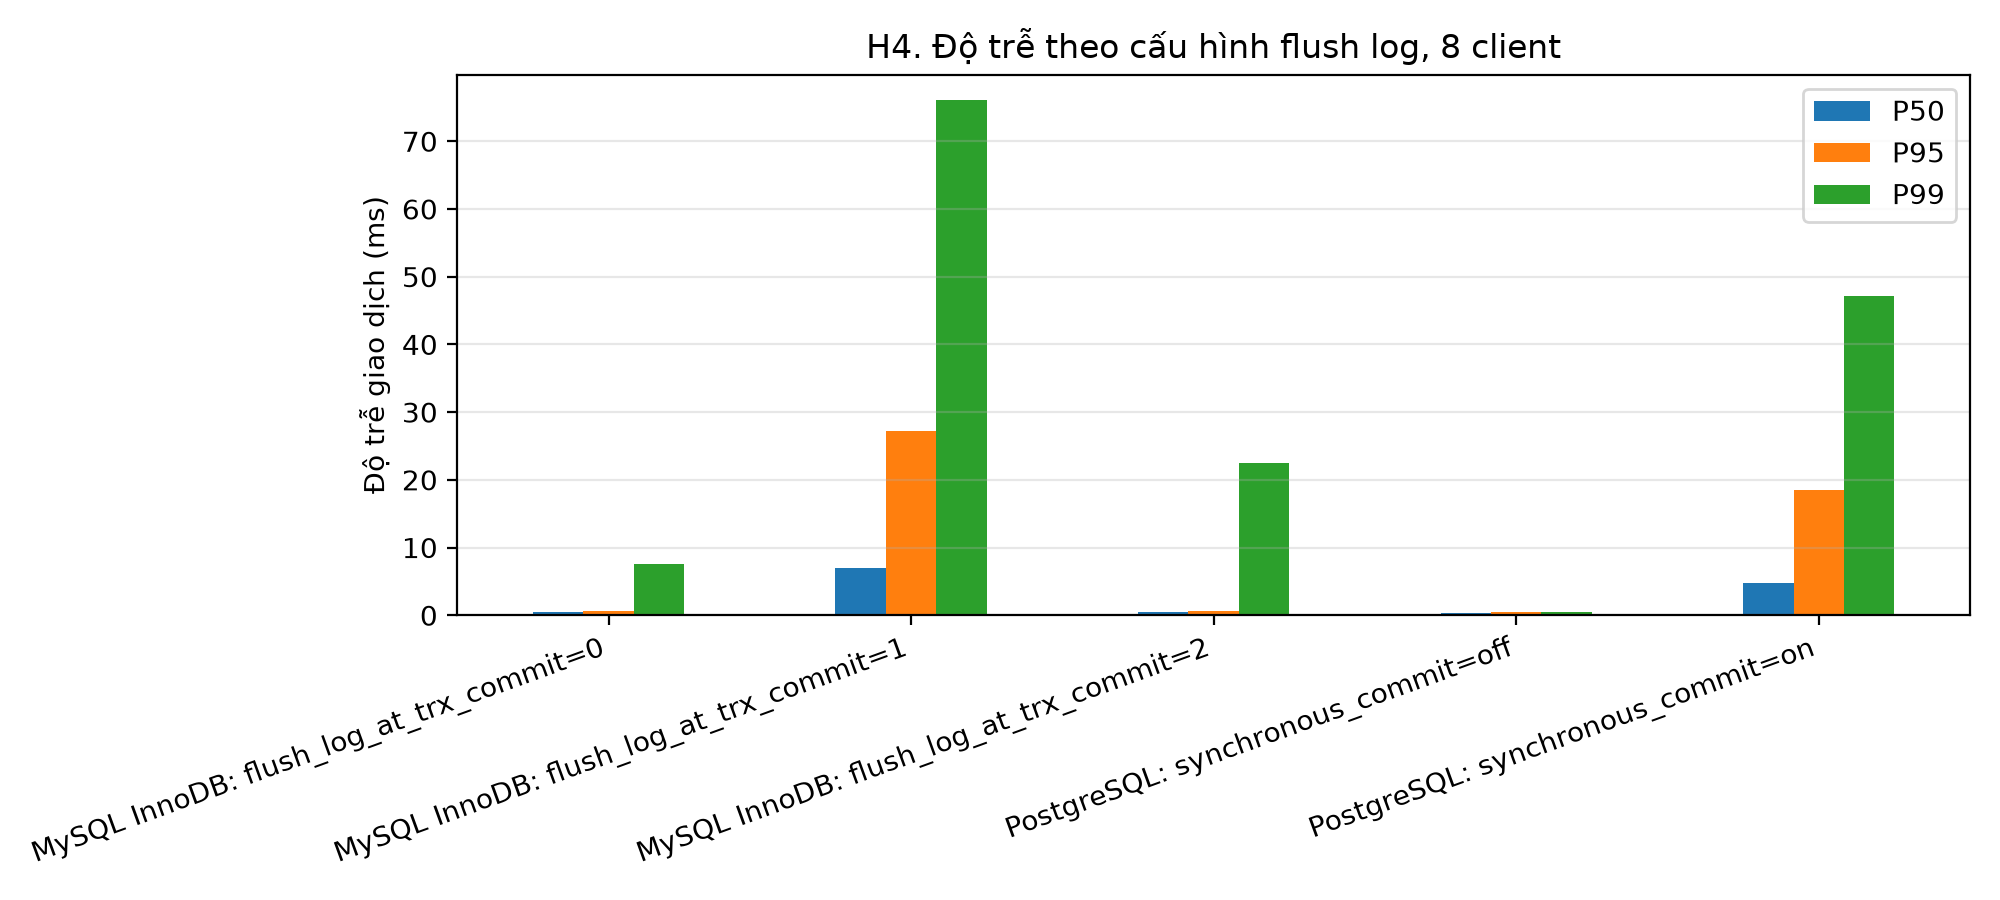 H4. Độ trễ theo cấu hình flush log, 8 client
Độ trễ giao dịch (ms)
70
60
50
40
30
20
10
0
P50
P95
P99
MySQL InnoDB: flush_log_at_trx_commit=0
MySQL InnoDB: flush_log_at_trx_commit=1
MySQL InnoDB: flush_log_at_trx_commit=2
PostgreSQL: synchronous_commit=off
PostgreSQL: synchronous_commit=on